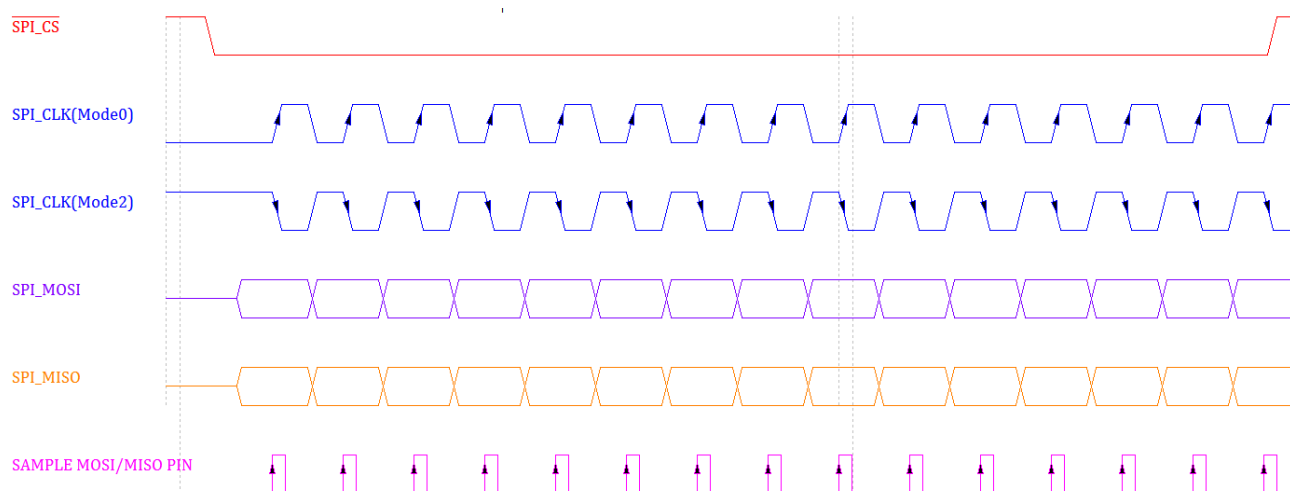 SPI_CS
SPI_CLK(Mode0)
SPI_CLK(Mode2)
SPI_MOSI
SPI_MISO
SAMPLE MOSI/MISO PIN